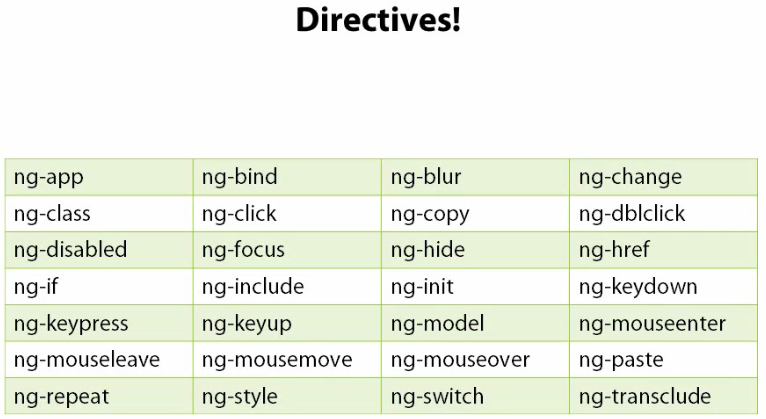 Directives!
ng-app ng-bind ng-blur ng-change
ng-class ng-click ng-copy ng-dblclick
ng-disabled ng-focus ng-hide ng-href
ng-if ng-include ng-init ng-keydown
ng-keypress ng-keyup ng-model ng-mouseenter
ng-mouseleave ng-mousemove ng-mouseover ng-paste
ng-repeat ng-style ng-switch ng-transclude